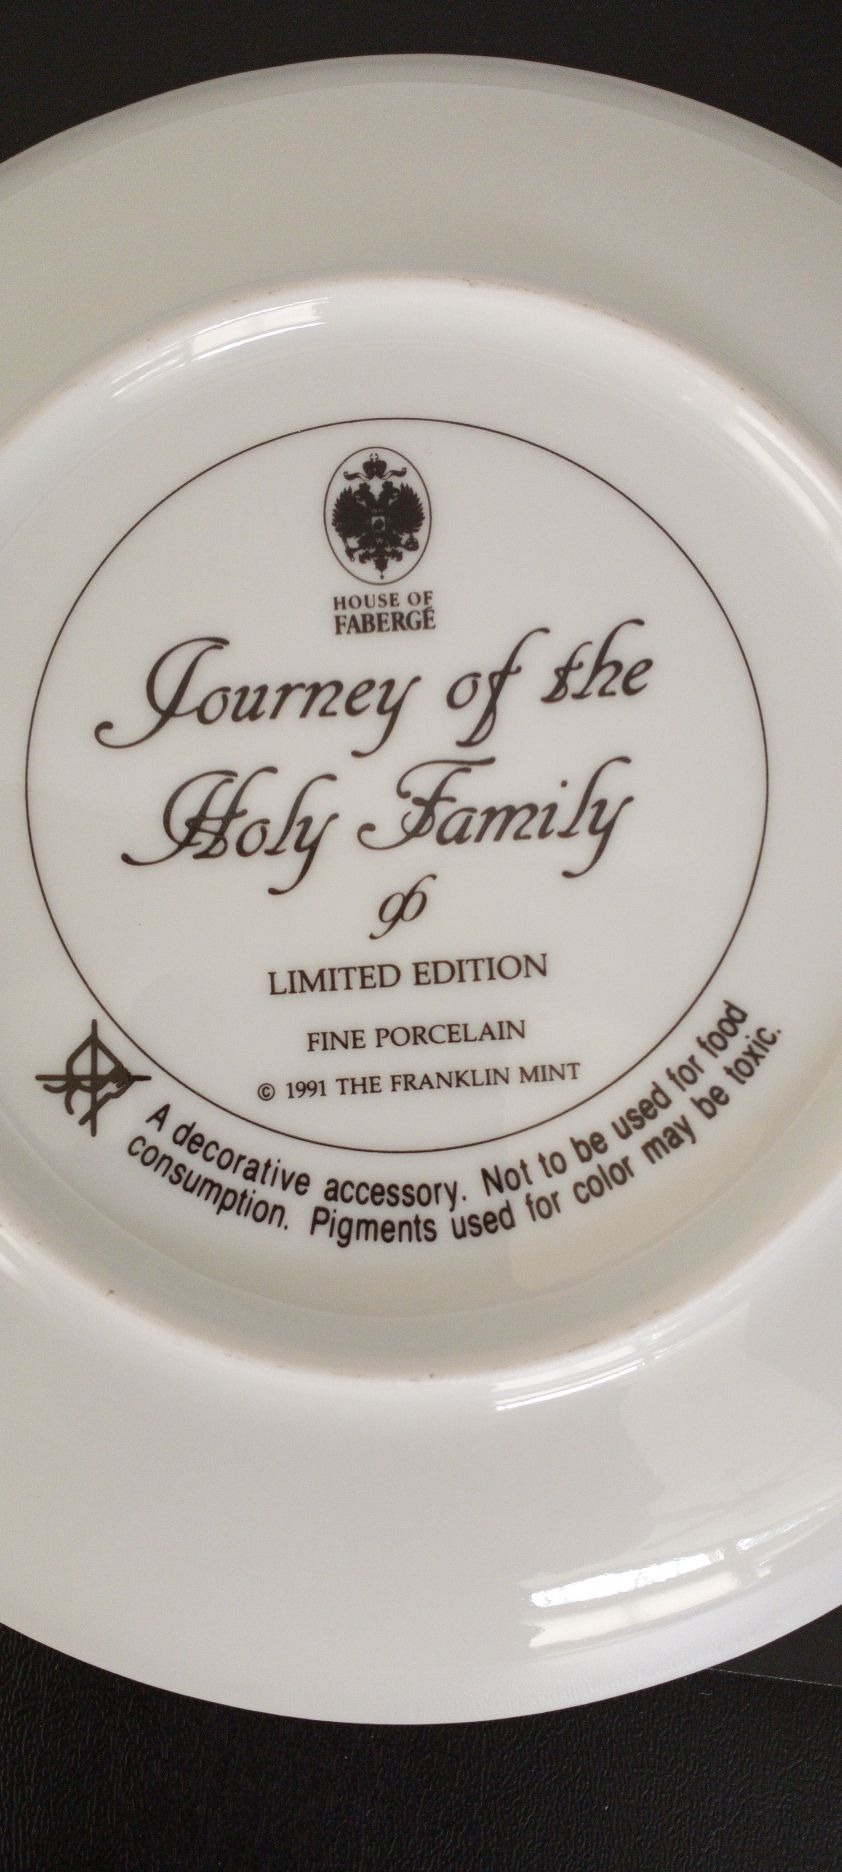 HOUSE OF
FABERGÉ
Journey of the
Holy Family
LIMITED EDITION
FINE PORCELAIN
© 1991 THE FRANKLIN MINT
A decorative accessory. Not to be used for food
consumption. Pigments used for color may be toxic.